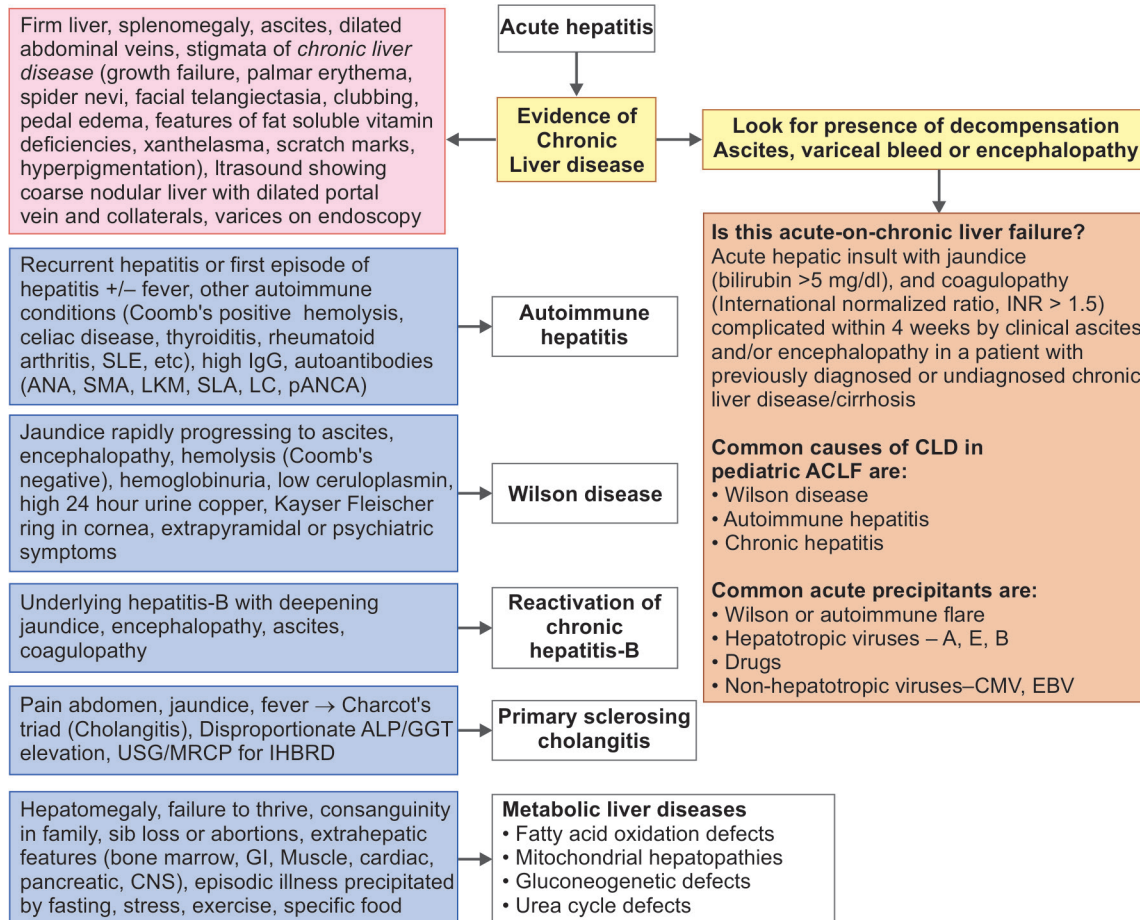 Acute hepatitis
Firm liver, splenomegaly, ascites, dilated
abdominal veins, stigmata of chronic liver
disease (growth failure, palmar erythema,
spider nevi, facial telangiectasia, clubbing,
pedal edema, features of fat soluble vitamin
deficiencies, xanthelasma, scratch marks,
hyperpigmentation), ltrasound showing
coarse nodular liver with dilated portal
vein and collaterals, varices on endoscopy
Evidence of
Chronic
Liver disease
Look for presence of decompensation
Ascites, variceal bleed or encephalopathy
Is this acute-on-chronic liver failure?
Acute hepatic insult with jaundice
(bilirubin >5 mg/dl), and coagulopathy
(International normalized ratio, INR > 1.5)
complicated within 4 weeks by clinical ascites
and/or encephalopathy in a patient with
previously diagnosed or undiagnosed chronic
liver disease/cirrhosis
Common causes of CLD in
pediatric ACLF are:
• Wilson disease
• Autoimmune hepatitis
• Chronic hepatitis
Common acute precipitants are:
• Wilson or autoimmune flare
• Hepatotropic viruses – A, E, B
• Drugs
• Non-hepatotropic viruses–CMV, EBV
Recurrent hepatitis or first episode of
hepatitis +/– fever, other autoimmune
conditions (Coomb's positive hemolysis,
celiac disease, thyroiditis, rheumatoid
arthritis, SLE, etc), high IgG, autoantibodies
(ANA, SMA, LKM, SLA, LC, pANCA)
Autoimmune
hepatitis
Jaundice rapidly progressing to ascites,
encephalopathy, hemolysis (Coomb's
negative), hemoglobinuria, low ceruloplasmin,
high 24 hour urine copper, Kayser Fleischer
ring in cornea, extrapyramidal or psychiatric
symptoms
Wilson disease
Underlying hepatitis-B with deepening
jaundice, encephalopathy, ascites,
coagulopathy
Reactivation of
chronic
hepatitis-B
Pain abdomen, jaundice, fever → Charcot's
triad (Cholangitis), Disproportionate ALP/GGT
elevation, USG/MRCP for IHBRD
Primary sclerosing
cholangitis
Hepatomegaly, failure to thrive, consanguinity
in family, sib loss or abortions, extrahepatic
features (bone marrow, GI, Muscle, cardiac,
pancreatic, CNS), episodic illness precipitated
by fasting, stress, exercise, specific food
Metabolic liver diseases
• Fatty acid oxidation defects
• Mitochondrial hepatopathies
• Gluconeogenetic defects
• Urea cycle defects